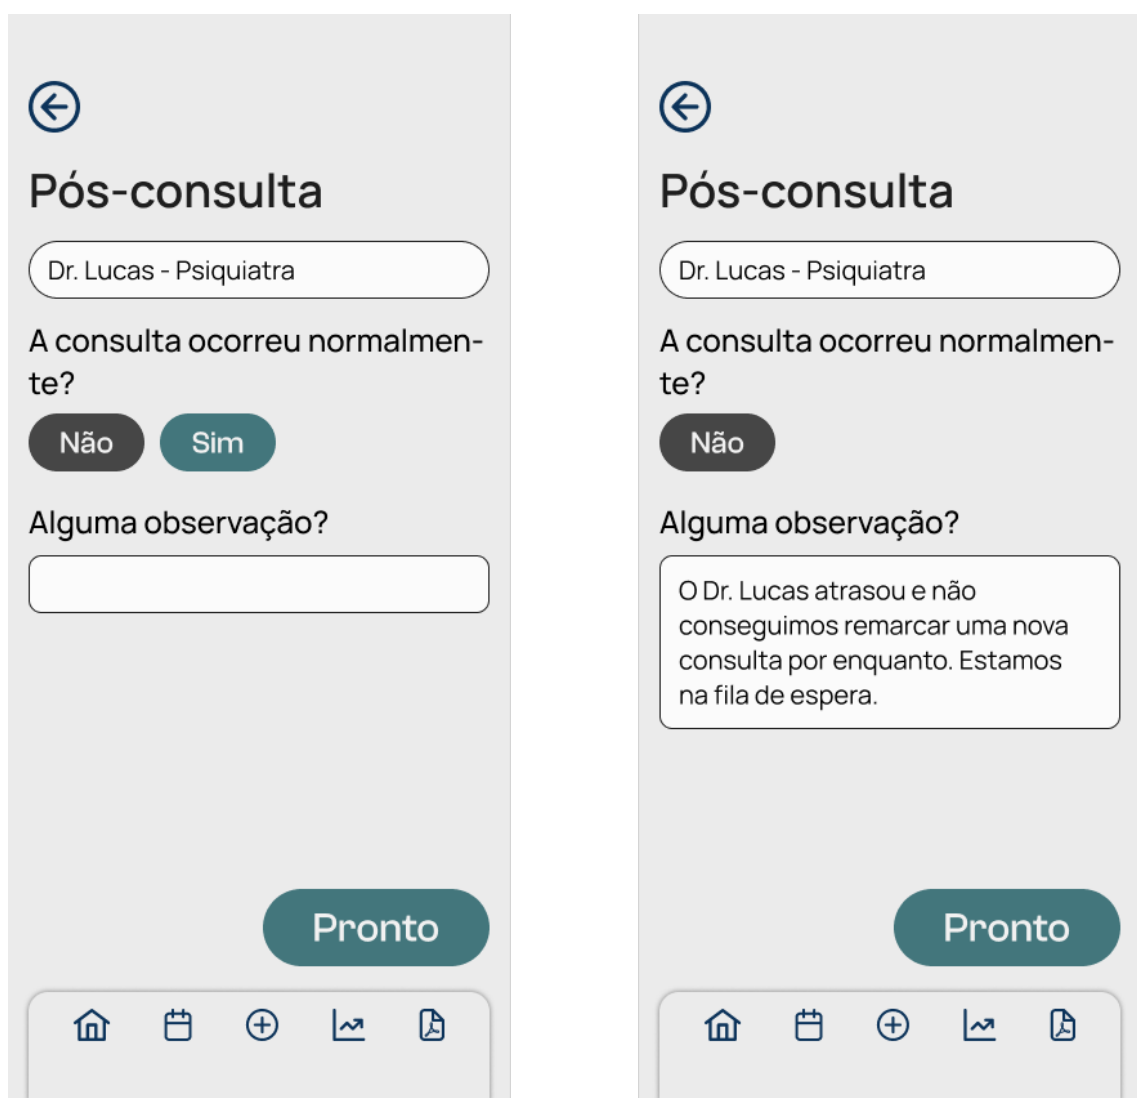 Pós-consulta
Dr. Lucas - Psiquiatra
A consulta ocorreu normalmen-
te?
Não
Sim
Alguma observação?
Pronto
Pós-consulta
Dr. Lucas - Psiquiatra
A consulta ocorreu normalmen-
te?
Não
Alguma observação?
O Dr. Lucas atrasou e não
conseguimos remarcar uma nova
consulta por enquanto. Estamos
na fila de espera.
Pronto